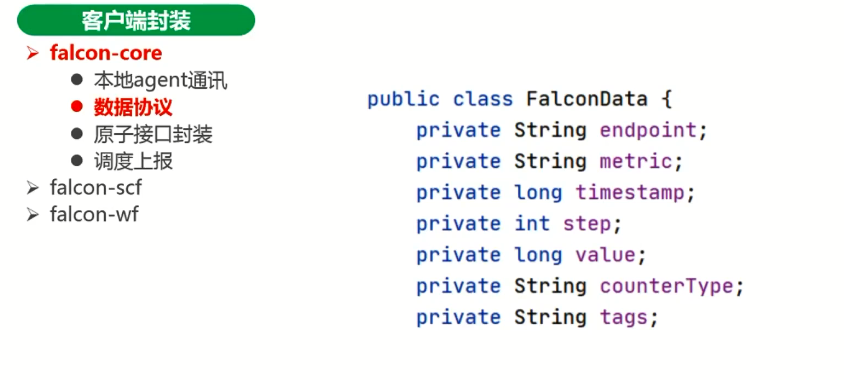 客户端封装
➢ falcon-core
● 本地agent通讯
● 数据协议
● 原子接口封装
● 调度上报
➢ falcon-scf
➢ falcon-wf
public class FalconData {
private String endpoint;
private String metric;
private long timestamp;
private int step;
private long value;
private String counterType;
private String tags;